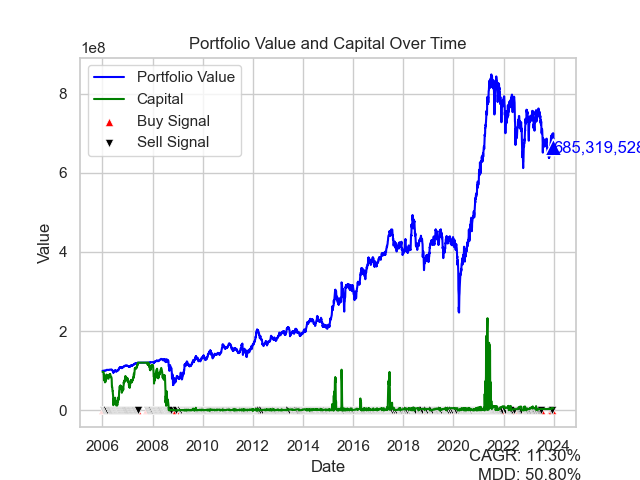 Portfolio Value and Capital Over Time
1e8
Portfolio Value
Capital
Buy Signal
Sell Signal
8
6
4
2
0
Value
685,319,528
2006 2008 2010 2012 2014 2016 2018 2020 2022 2024
Date
CAGR: 11.30%
MDD: 50.80%